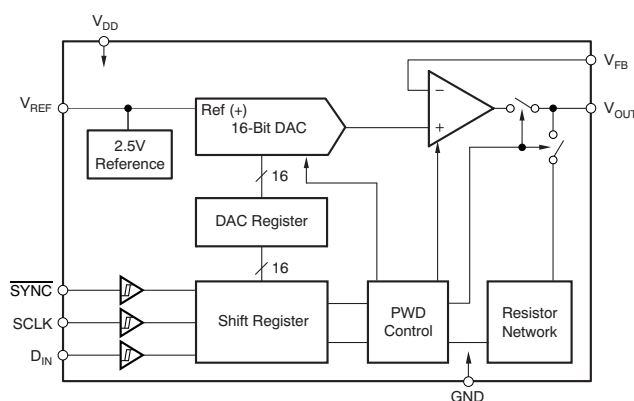 VDD
VREF
Ref (+)
16-Bit DAC
2.5V
Reference
−
+
VFB
VOUT
16
DAC Register
16
SYNC
SCLK
DIN
Shift Register
PWD
Control
Resistor
Network
GND